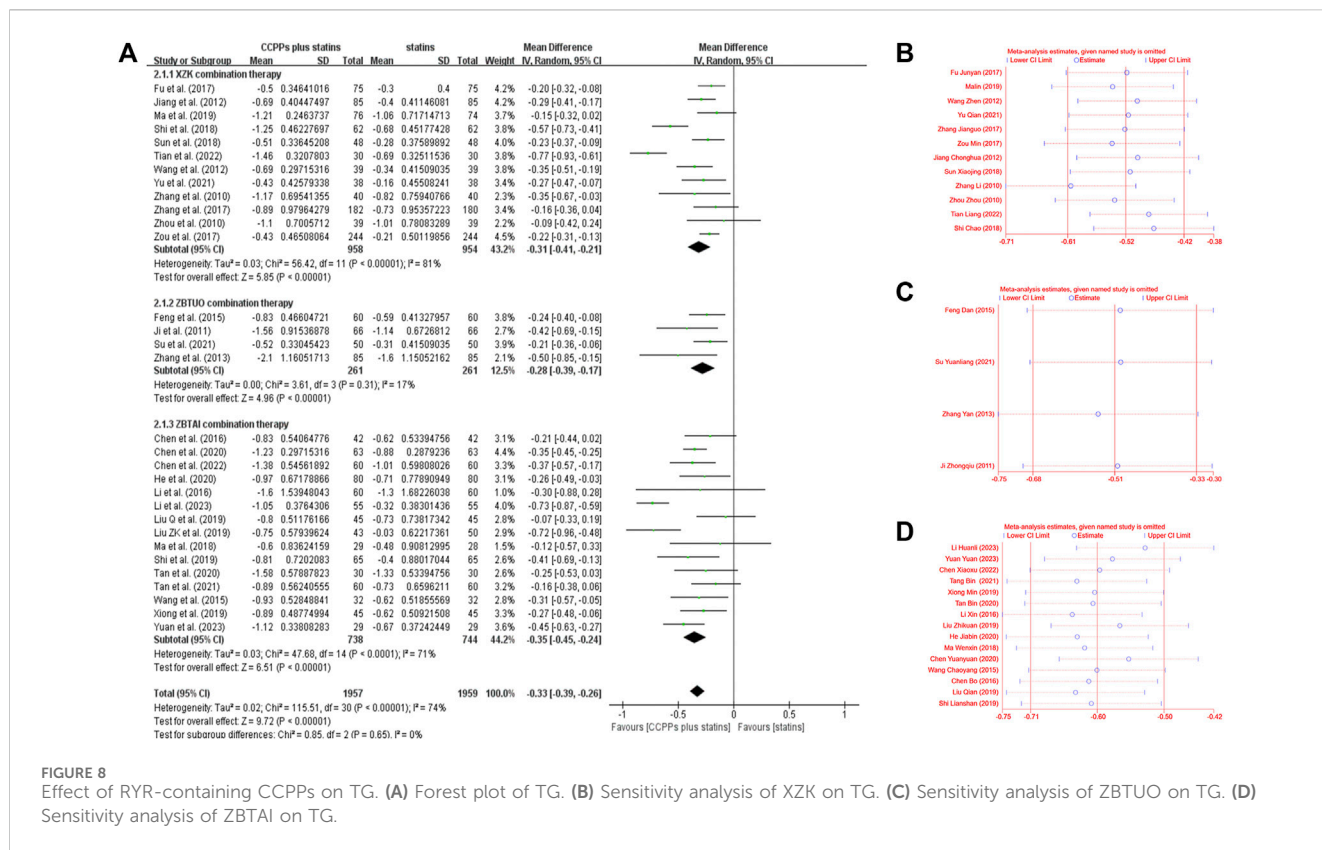 A
CCPPs plus statins statins Mean Difference Mean Difference
Study or Subgroup Mean SD Total Mean SD Total Weight IV, Random, 95% CI IV, Random, 95% CI
2.1.1 XZK combination therapy
Fu et al. (2017) -0.5 0.34641016 75 -0.3 0.4 75 4.2% -0.20 [-0.32, -0.08]
Jiang et al. (2012) -0.69 0.40447497 85 -0.4 0.41146081 85 4.1% -0.29 [-0.41, -0.17]
Ma et al. (2019) -1.21 0.2463737 76 -1.06 0.71714713 74 3.7% -0.15 [-0.32, 0.02]
Shi et al. (2018) -1.25 0.46227697 62 -0.68 0.45177428 62 3.8% -0.57 [-0.73, -0.41]
Sun et al. (2018) -0.51 0.33645208 48 -0.28 0.37589892 48 4.0% -0.23 [-0.37, -0.09]
Tian et al. (2022) -1.46 0.3207803 30 -0.69 0.32511536 30 3.7% -0.77 [-0.93, -0.61]
Wang et al. (2012) -0.69 0.29715316 39 -0.34 0.41509035 39 3.8% -0.35 [-0.51, -0.19]
Yu et al. (2021) -0.43 0.42579338 38 -0.16 0.45508241 38 3.4% -0.27 [-0.47, -0.07]
Zhang et al. (2010) -1.17 0.69541355 40 -0.82 0.75940766 40 2.3% -0.35 [-0.67, -0.03]
Zhang et al. (2017) -0.89 0.97964279 182 -0.73 0.95357223 180 3.4% -0.16 [-0.36, 0.04]
Zhou et al. (2010) -1.1 0.7005712 39 -1.01 0.78083289 39 2.2% -0.09 [-0.42, 0.24]
Zou et al. (2017) -0.43 0.46508064 244 -0.21 0.50119856 244 4.5% -0.22 [-0.31, -0.13]
Subtotal (95% CI) 958 954 43.2% -0.31 [-0.41, -0.21]
Heterogeneity: Tau² = 0.03; Chi² = 56.42, df = 11 (P < 0.00001); I² = 81%
Test for overall effect: Z = 5.85 (P < 0.00001)
2.1.2 ZBTUO combination therapy
Feng et al. (2015) -0.83 0.46604721 60 -0.59 0.41327957 60 3.8% -0.24 [-0.40, -0.08]
Ji et al. (2011) -1.56 0.91536878 66 -1.14 0.6726812 66 2.7% -0.42 [-0.69, -0.15]
Su et al. (2021) -0.52 0.33045423 50 -0.31 0.41509035 50 3.9% -0.21 [-0.36, -0.06]
Zhang et al. (2013) -2.1 1.16051713 85 -1.6 1.15052162 85 2.1% -0.50 [-0.85, -0.15]
Subtotal (95% CI) 261 261 12.5% -0.28 [-0.39, -0.17]
Heterogeneity: Tau² = 0.00; Chi² = 3.61, df = 3 (P = 0.31); I² = 17%
Test for overall effect: Z = 4.96 (P < 0.00001)
2.1.3 ZBTAI combination therapy
Chen et al. (2016) -0.83 0.54064776 42 -0.62 0.53394756 42 3.1% -0.21 [-0.44, 0.02]
Chen et al. (2020) -1.23 0.29715316 63 -0.88 0.2879236 63 4.3% -0.35 [-0.45, -0.25]
Chen et al. (2022) -1.38 0.54561892 60 -1.01 0.59808026 60 3.4% -0.37 [-0.57, -0.17]
He et al. (2020) -0.97 0.67178866 80 -0.71 0.77890949 80 3.1% -0.26 [-0.49, -0.03]
Li et al. (2016) -1.6 1.53948043 60 -1.3 1.68226038 60 1.0% -0.30 [-0.88, 0.28]
Li et al. (2023) -1.05 0.3764306 55 -0.32 0.38301436 55 4.0% -0.73 [-0.87, -0.59]
Liu Q et al. (2019) -0.8 0.51176166 45 -0.73 0.73817342 45 2.8% -0.07 [-0.33, 0.19]
Liu ZK et al. (2019) -0.75 0.57939624 43 -0.03 0.62217361 50 3.0% -0.72 [-0.96, -0.48]
Ma et al. (2018) -0.6 0.83624159 29 -0.48 0.90812995 28 1.5% -0.12 [-0.57, 0.33]
Shi et al. (2019) -0.81 0.7202083 65 -0.4 0.88017044 65 2.7% -0.41 [-0.69, -0.13]
Tan et al. (2020) -1.58 0.57887823 30 -1.33 0.53394756 30 2.6% -0.25 [-0.53, 0.03]
Tan et al. (2021) -0.89 0.56240555 60 -0.73 0.6596211 60 3.2% -0.16 [-0.38, 0.06]
Wang et al. (2015) -0.93 0.52848841 32 -0.62 0.51855569 32 2.8% -0.31 [-0.57, -0.05]
Xiong et al. (2019) -0.89 0.48774994 45 -0.62 0.50921508 45 3.3% -0.27 [-0.48, -0.06]
Yuan et al. (2023) -1.12 0.33808283 29 -0.67 0.37242449 29 3.5% -0.45 [-0.63, -0.27]
Subtotal (95% CI) 738 744 44.2% -0.35 [-0.45, -0.24]
Heterogeneity: Tau² = 0.03; Chi² = 47.68, df = 14 (P < 0.0001); I² = 71%
Test for overall effect: Z = 6.51 (P < 0.00001)
Total (95% CI) 1957 1959 100.0% -0.33 [-0.39, -0.26]
Heterogeneity: Tau² = 0.02; Chi² = 115.51, df = 30 (P < 0.00001); I² = 74%
Test for overall effect: Z = 9.72 (P < 0.00001)
Test for subgroup differences: Chi² = 0.85, df = 2 (P = 0.65), I² = 0%
-1 -0.5 0 0.5 1
Favours [CCPPs plus statins] Favours [statins]
B
Meta-analysis estimates, given named study is omitted
Lower CI Limit Estimate Upper CI Limit
Fu Junyan (2017)
Malin (2019)
Wang Zhen (2012)
Yu Qian (2021)
Zhang Jianguo (2017)
Zou Min (2017)
Jiang Chonghua (2012)
Sun Xiaojing (2018)
Zhang Li (2010)
Zhou Zhou (2010)
Tian Liang (2022)
Shi Chao (2018)
-0.71 -0.61 -0.52 -0.42 -0.38
C
Meta-analysis estimates, given named study is omitted
Lower CI Limit Estimate Upper CI Limit
Feng Dan (2015)
Su Yuanliang (2021)
Zhang Yan (2013)
Ji Zhongqiu (2011)
-0.75 -0.68 -0.51 -0.33 -0.30
D
Meta-analysis estimates, given named study is omitted
Lower CI Limit Estimate Upper CI Limit
Li Huanli (2023)
Yuan Yuan (2023)
Chen Xiaoxu (2022)
Tang Bin (2021)
Xiong Min (2019)
Tan Bin (2020)
Li Xin (2016)
Liu Zhikuan (2019)
He Jiabin (2020)
Ma Wenxin (2018)
Chen Yuanyuan (2020)
Wang Chaoyang (2015)
Chen Bo (2016)
Liu Qian (2019)
Shi Lianshan (2019)
-0.75 -0.71 -0.60 -0.50 -0.42
FIGURE 8
Effect of RYR-containing CCPPs on TG. (A) Forest plot of TG. (B) Sensitivity analysis of XZK on TG. (C) Sensitivity analysis of ZBTUO on TG. (D)
Sensitivity analysis of ZBTAI on TG.